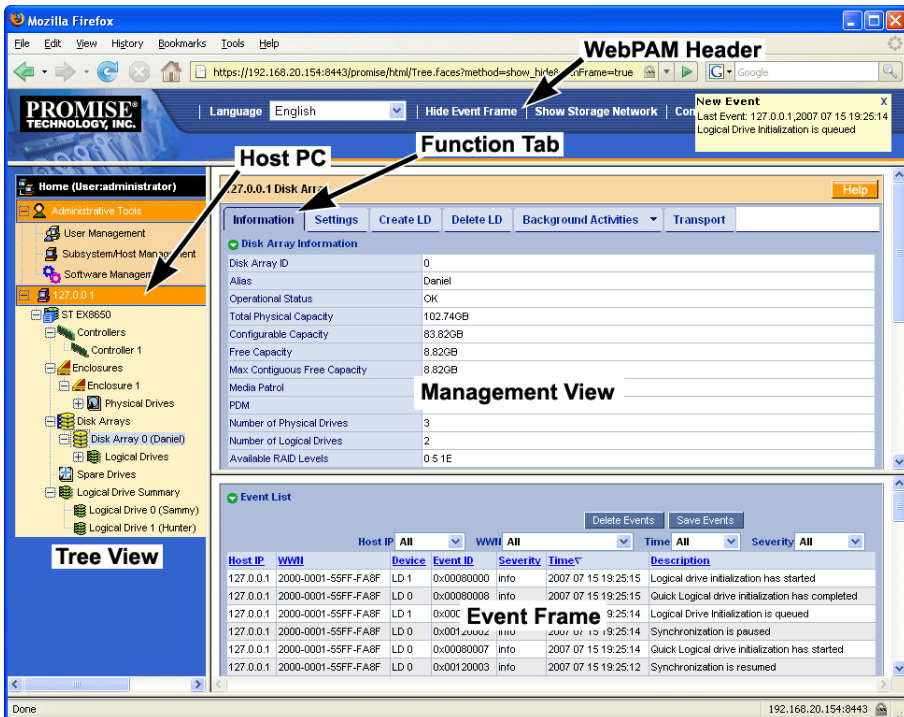 Mozilla Firefox
File Edit View History Bookmarks Tools Help
WebPAM Header
https://192.168.20.154:8443/promise/html/Tree.faces?method=show_hide Frame=true
G Google
PROMISE®
TECHNOLOGY, INC.
Language English
Hide Event Frame | Show Storage Network | Con
New Event X
Last Event: 127.0.0.1,2007 07 15 19:25:14
Logical Drive Initialization is queued
Function Tab
Host PC
Home (User:administrator)
Administrative Tools
User Management
Subsystem/Host Management
Software Managem
127.0.0.1
ST EX8650
Controllers
Controller 1
Enclosures
Enclosure 1
Physical Drives
Disk Arrays
Disk Array 0 (Daniel)
Logical Drives
Spare Drives
Logical Drive Summary
Logical Drive 0 (Sammy)
Logical Drive 1 (Hunter)
Tree View
127.0.0.1 Disk Array
Help
Information Settings Create LD Delete LD Background Activities Transport
Disk Array Information
Disk Array ID 0
Alias Daniel
Operational Status OK
Total Physical Capacity 102.74GB
Configurable Capacity 83.82GB
Free Capacity 8.82GB
Max Contiguous Free Capacity 8.82GB
Media Patrol
Management View
PDM
Number of Physical Drives 3
Number of Logical Drives 2
Available RAID Levels 0 5 1E
Event List
Delete Events Save Events
Host IP All WWN All Time All Severity All
Host IP WWN Device Event ID Severity Time Description
127.0.0.1 2000-0001-55FF-FA8F LD 1 0x00080000 info 2007 07 15 19:25:15 Logical drive initialization has started
127.0.0.1 2000-0001-55FF-FA8F LD 0 0x00080008 info 2007 07 15 19:25:15 Quick Logical drive initialization has completed
127.0.0.1 2000-0001-55FF-FA8F LD 1 0x000 9:25:14 Logical Drive Initialization is queued
Event Frame
127.0.0.1 2000-0001-55FF-FA8F LD 0 0x00120002 info 2007 07 15 19:25:14 Synchronization is paused
127.0.0.1 2000-0001-55FF-FA8F LD 0 0x00080007 info 2007 07 15 19:25:14 Quick Logical drive initialization has started
127.0.0.1 2000-0001-55FF-FA8F LD 0 0x00120003 info 2007 07 15 19:25:12 Synchronization is resumed
Done 192.168.20.154:8443